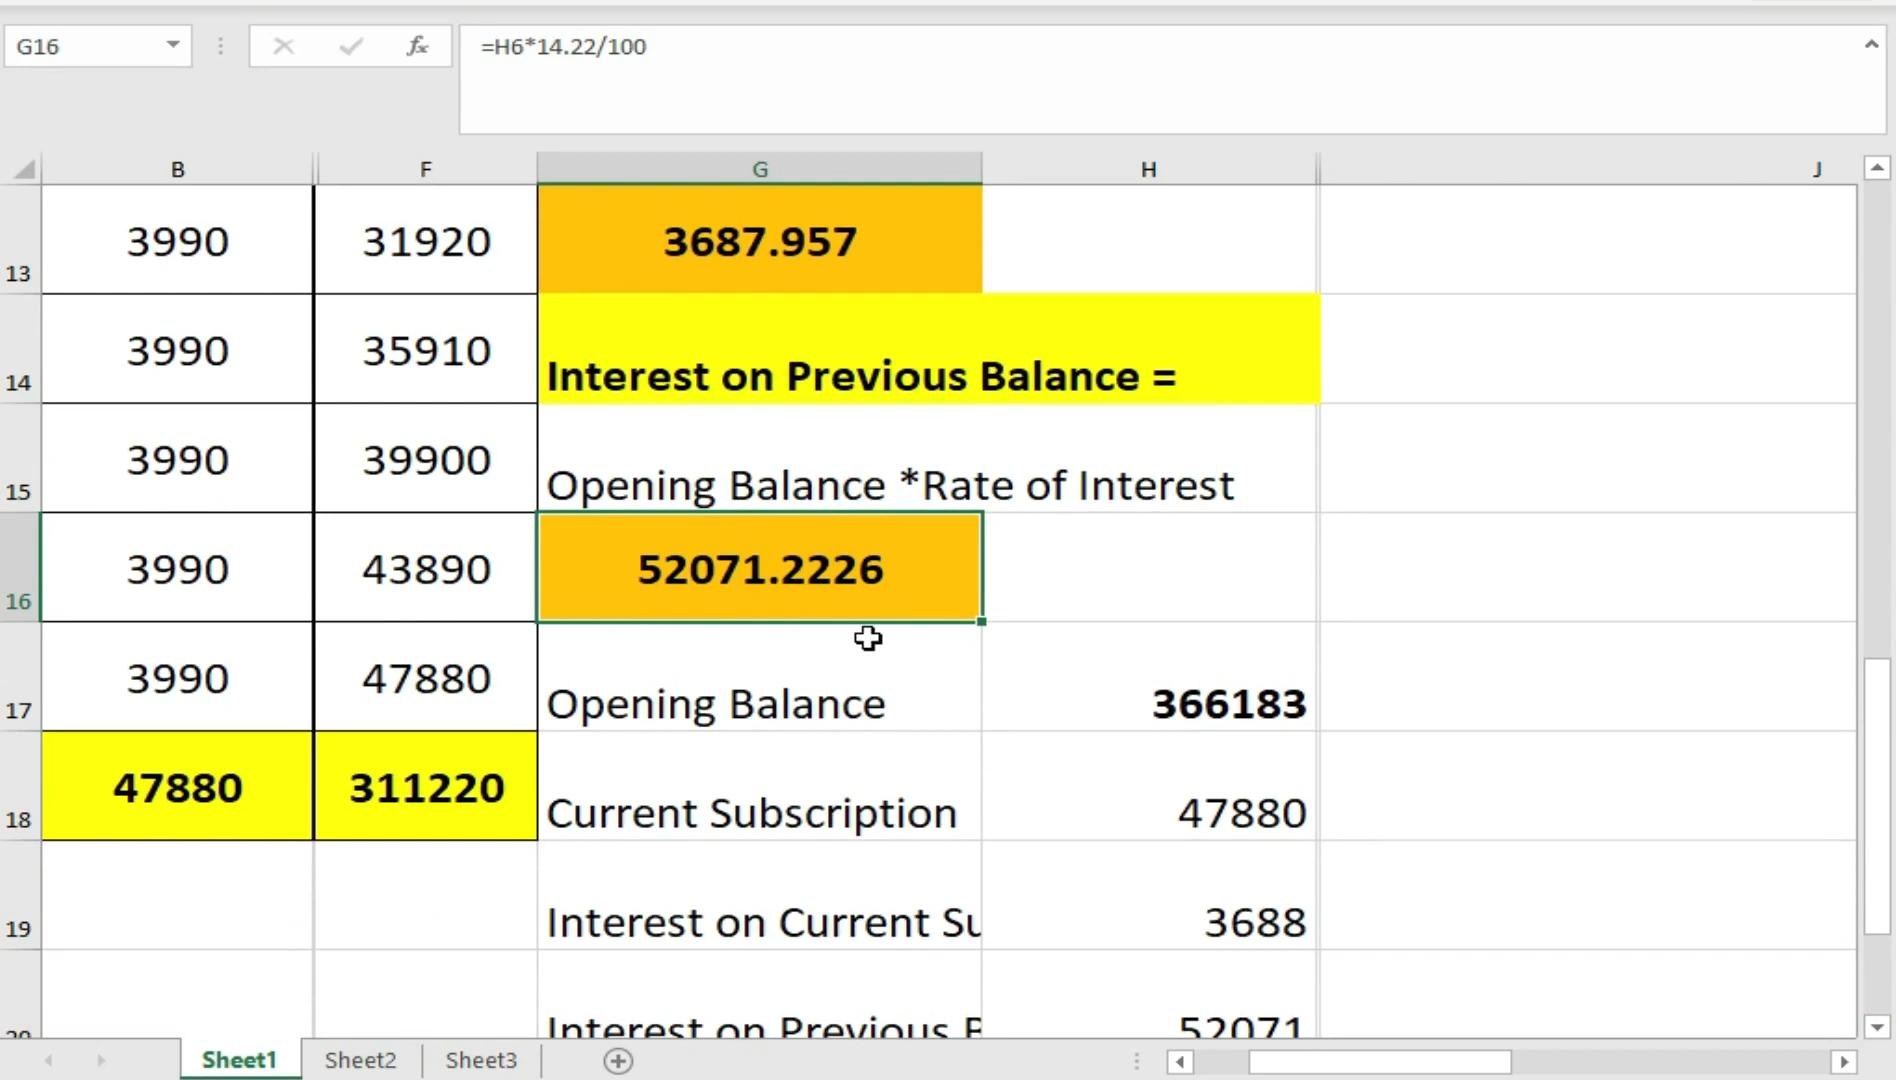 G16 fx =H6*14.22/100
B F G H J
13 3990 31920 3687.957
14 3990 35910 Interest on Previous Balance =
15 3990 39900 Opening Balance *Rate of Interest
16 3990 43890 52071.2226
17 3990 47880 Opening Balance 366183
18 47880 311220 Current Subscription 47880
19 Interest on Current Su 3688
20 Interest on Previous B 52071
Sheet1 Sheet2 Sheet3